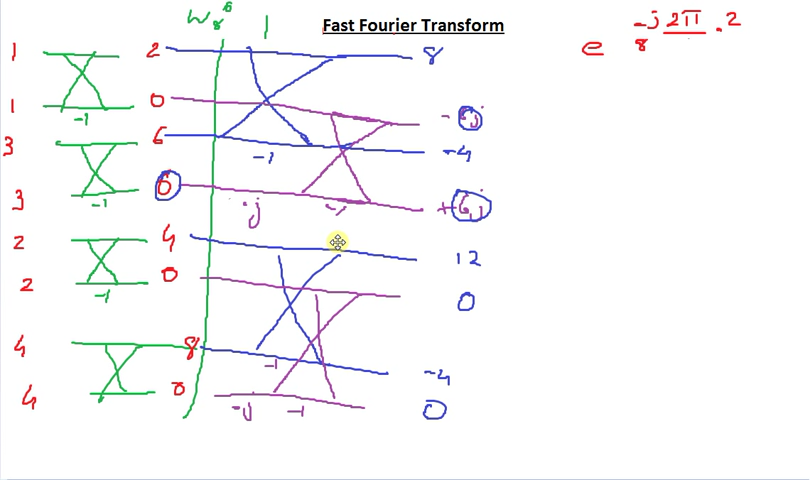 W8^0 1
Fast Fourier Transform
e^-j 2π/8 . 2
1 2 8
1 0 - 6j
-1
3 6 -4
-1
3 6 +6j
-1 -j -1
2 4 12
2 0 0
-1
4 8 -4
-1
4 0 0
-j -1